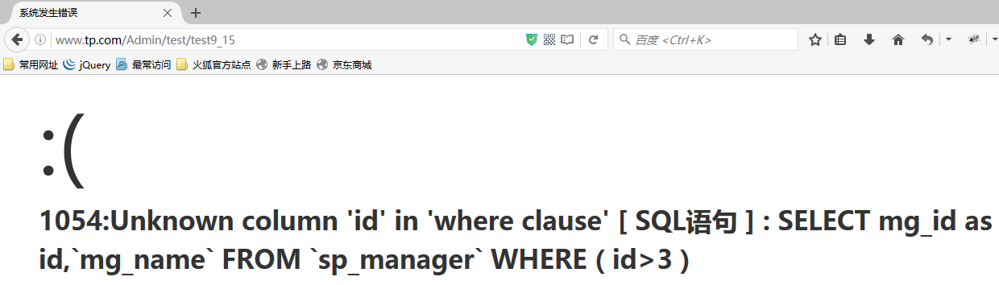 系统发生错误
www.tp.com/Admin/test/test9_15
百度 <Ctrl+K>
常用网址 jQuery 最常访问 火狐官方站点 新手上路 京东商城
:(
1054:Unknown column 'id' in 'where clause' [ SQL语句 ] : SELECT mg_id as
id,`mg_name` FROM `sp_manager` WHERE ( id>3 )